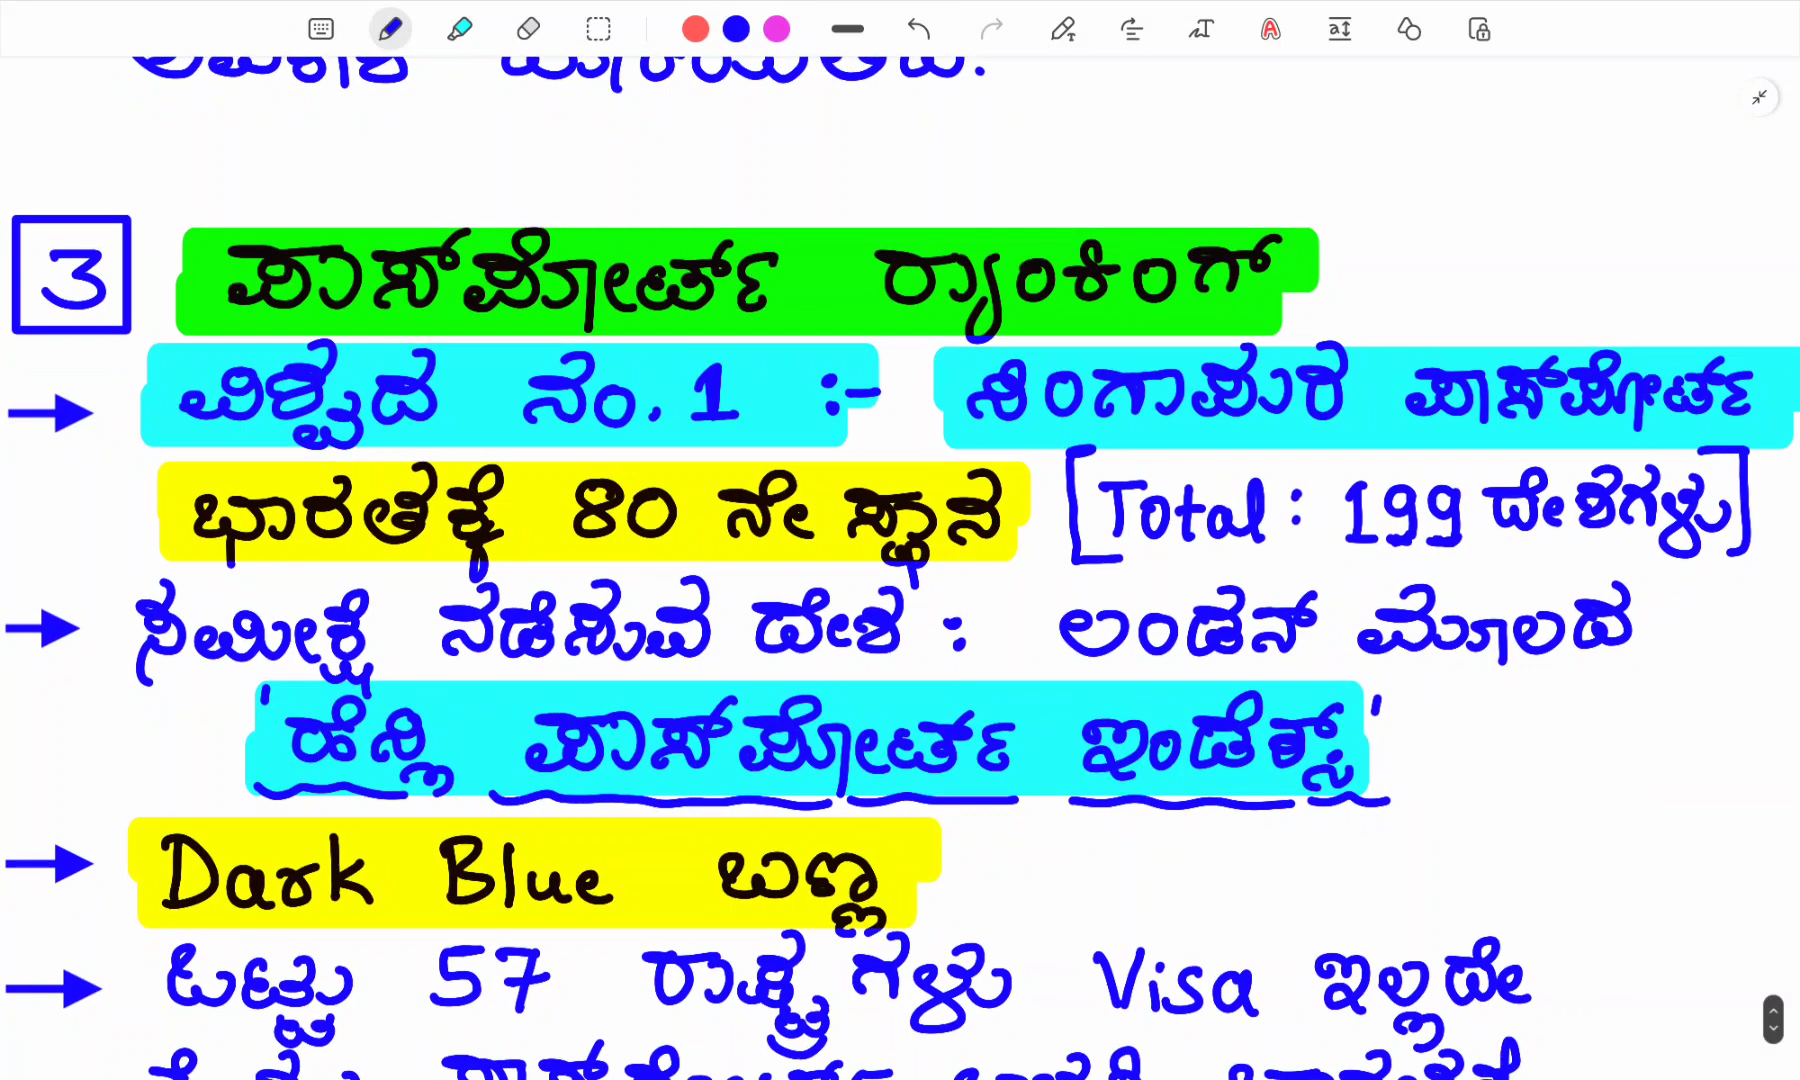 3 ಪಾಸ್‌ಪೋರ್ಟ್ ರ‍್ಯಾಂಕಿಂಗ್
→ ವಿಶ್ವದ ನಂ. 1 :- ಸಿಂಗಾಪುರ ಪಾಸ್‌ಪೋರ್ಟ್
ಭಾರತಕ್ಕೆ 80 ನೇ ಸ್ಥಾನ [Total : 199 ದೇಶಗಳು]
→ ಸಮೀಕ್ಷೆ ನಡೆಸುವ ದೇಶ : ಲಂಡನ್ ಮೂಲದ
'ಹೆನ್ಲಿ ಪಾಸ್‌ಪೋರ್ಟ್ ಇಂಡೆಕ್ಸ್'
→ Dark Blue ಬಣ್ಣ
→ ಒಟ್ಟು 57 ರಾಷ್ಟ್ರಗಳು Visa ಇಲ್ಲದೇ